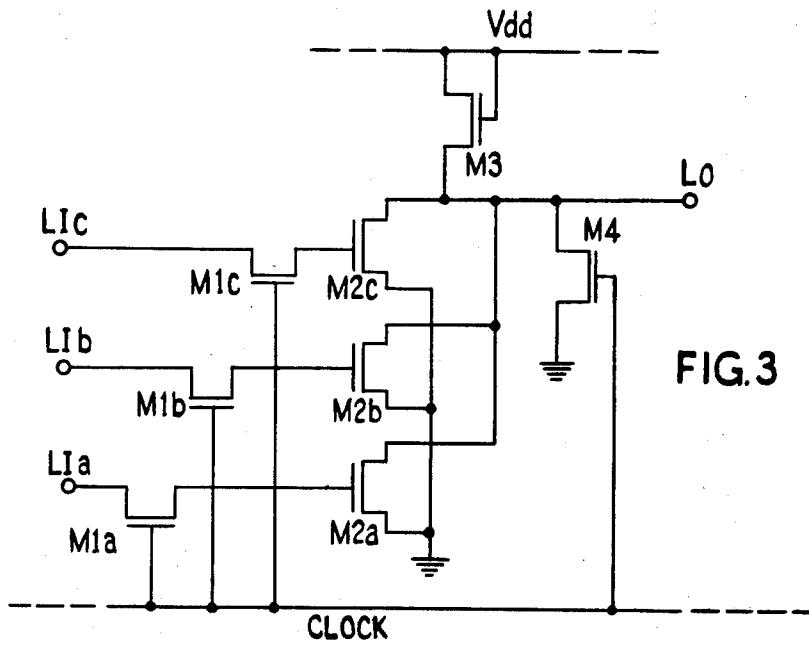 Vdd
M3
LO
LIc
M4
M1c
M2c
LIb
FIG.3
M1b
M2b
LIa
M1a
M2a
CLOCK